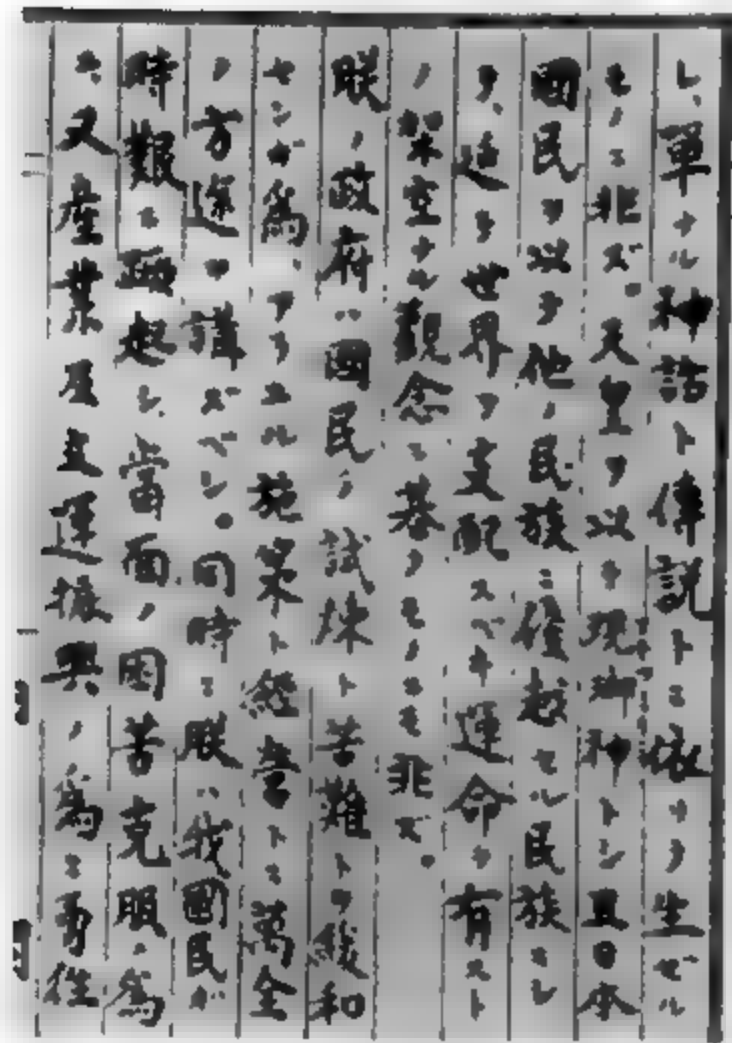 レ、單ナル神話ト傳説トニ依リテ生ゼル
モノニ非ズ。天皇ヲ以テ現御神トシ且日本
國民ヲ以テ他ノ民族ニ優越セル民族ニシ
テ、延テ世界ヲ支配スベキ運命ヲ有スト
ノ架空ナル觀念ニ基クモノニモ非ズ。
朕ノ政府ハ國民ノ試煉ト苦難トヲ緩和
センガ爲、アラユル施策ト經營トニ萬全
ノ方途ヲ講ズベシ。同時ニ朕ハ我國民ガ
時艱ニ蹶起シ、當面ノ困苦克服ノ爲
ニ、又産業及文運振興ノ爲ニ勇往